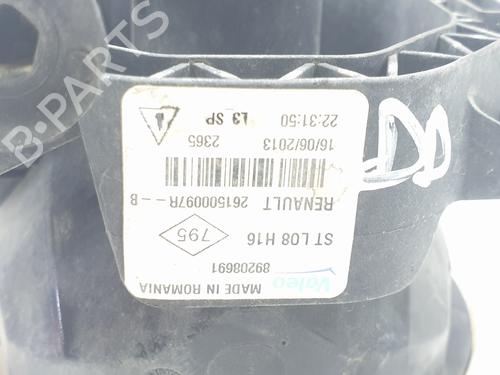 Valeo MADE IN ROMANIA
89208691
795 ST L08 H16
RENAULT 261500097R--B
16/06/2013 2365
22:31:50 L3 SP
DD
B-PARTS